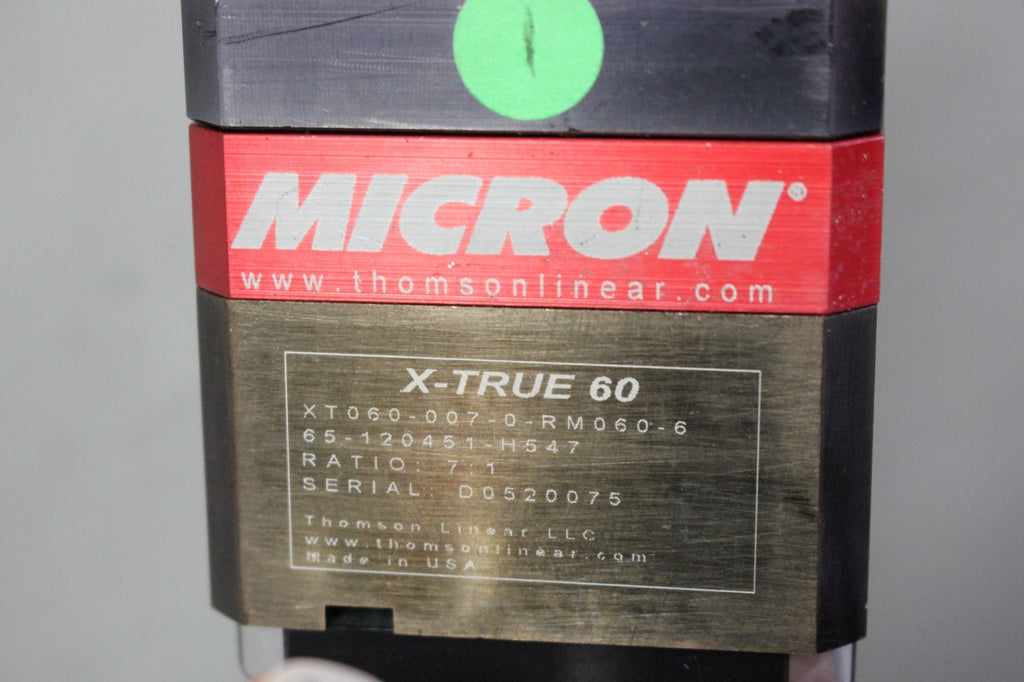 MICRON®
www.thomsonlinear.com
X-TRUE 60
XT060-007-0-RM060-6
65-120451-H547
RATIO: 7:1
SERIAL: D0520075
Thomson Linear LLC
www.thomsonlinear.com
Made in USA